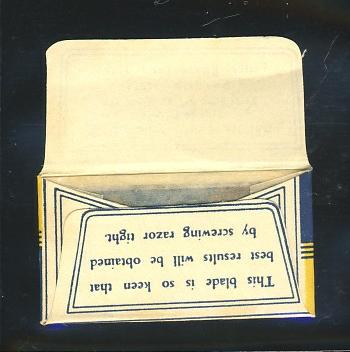 This blade is so keen that
best results will be obtained
by screwing razor tight.